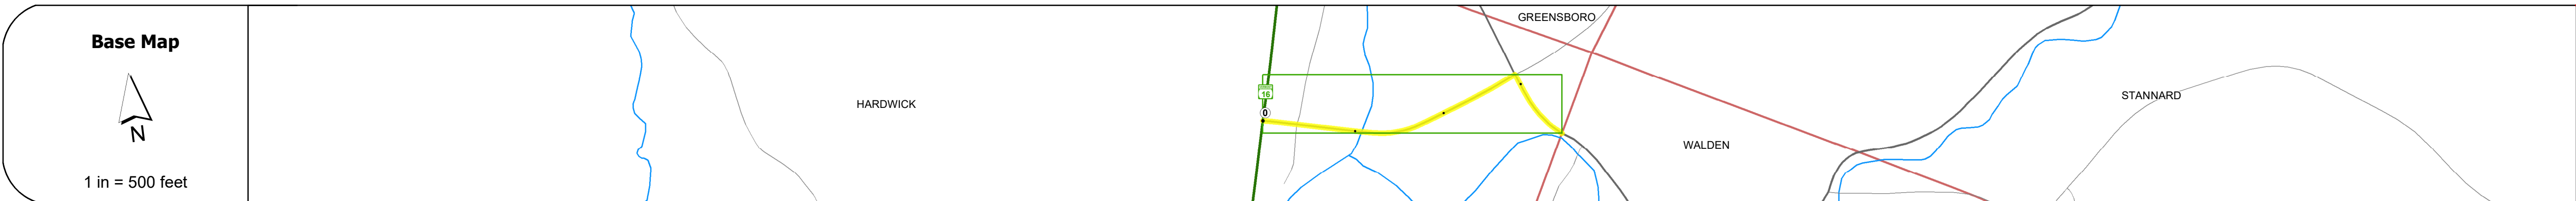 Base Map
N
1 in = 500 feet
GREENSBORO
HARDWICK
16
0
WALDEN
STANNARD